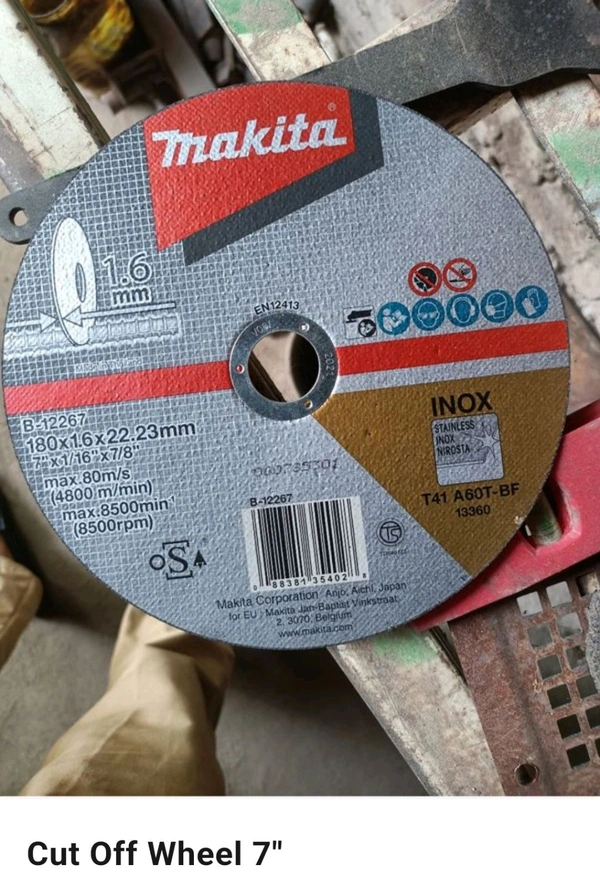 makita®
1.6
mm
EN12413
B-12267
180x1.6x22.23mm
7"x1/16"x7/8"
max.80m/s
(4800 m/min)
max.8500min⁻¹
(8500rpm)
INOX
STAINLESS
INOX
NIROSTA
T41 A60T-BF
13360
B-12267
oSA
TS
Makita Corporation Anjo, Aichi, Japan
for EU : Makita Jan-Baptist Vinkstraat
2, 3070, Belgium
www.makita.com
Cut Off Wheel 7"